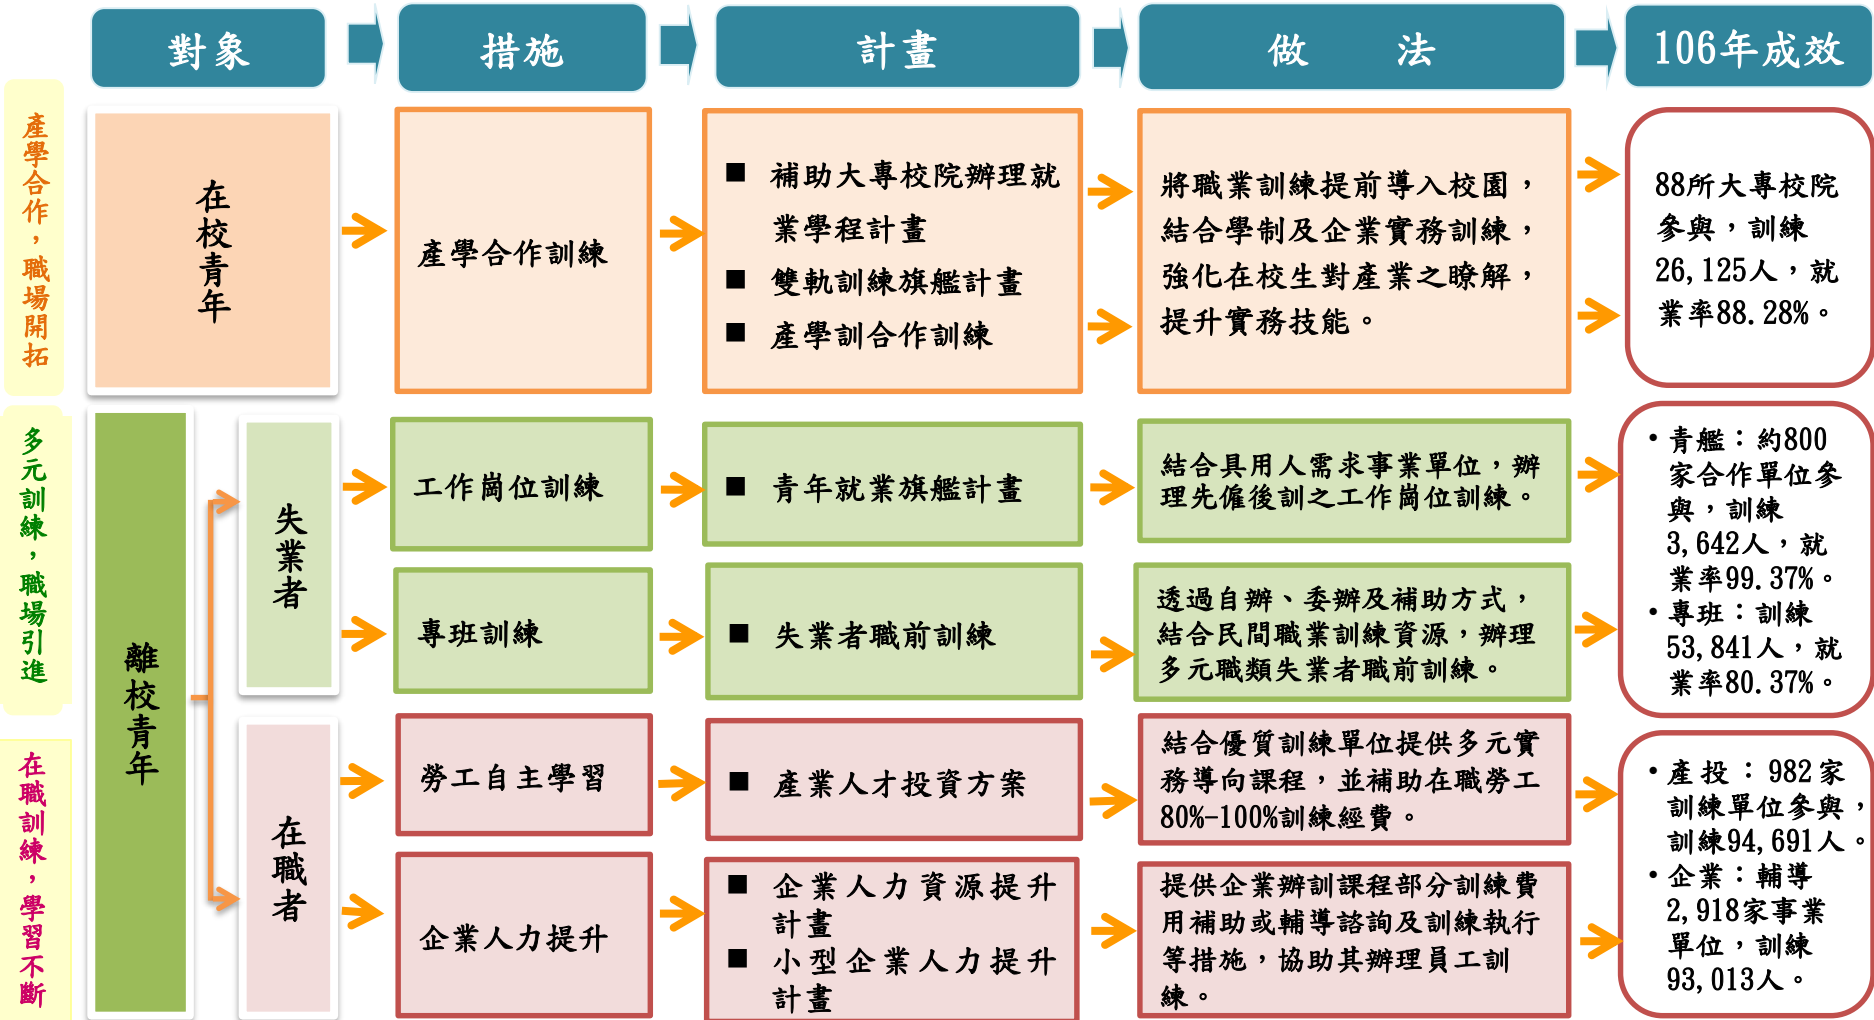 對象
措施
計畫
做 法
106年成效
產學合作，職場開拓
在校青年
產學合作訓練
■ 補助大專校院辦理就
業學程計畫
■ 雙軌訓練旗艦計畫
■ 產學訓合作訓練
將職業訓練提前導入校園，
結合學制及企業實務訓練，
強化在校生對產業之瞭解，
提升實務技能。
88所大專校院
參與，訓練
26,125人，就
業率88.28%。
多元訓練，職場引進
離校青年
失業者
工作崗位訓練
■ 青年就業旗艦計畫
結合具用人需求事業單位，辦
理先僱後訓之工作崗位訓練。
專班訓練
■ 失業者職前訓練
透過自辦、委辦及補助方式，
結合民間職業訓練資源，辦理
多元職類失業者職前訓練。
• 青艦：約800
家合作單位參
與，訓練
3,642人，就
業率99.37%。
• 專班：訓練
53,841人，就
業率80.37%。
在職訓練，學習不斷
在職者
勞工自主學習
■ 產業人才投資方案
結合優質訓練單位提供多元實
務導向課程，並補助在職勞工
80%-100%訓練經費。
企業人力提升
■ 企業人力資源提升
計畫
■ 小型企業人力提升
計畫
提供企業辦訓課程部分訓練費
用補助或輔導諮詢及訓練執行
等措施，協助其辦理員工訓
練。
• 產投：982家
訓練單位參與，
訓練94,691人。
• 企業：輔導
2,918家事業
單位，訓練
93,013人。